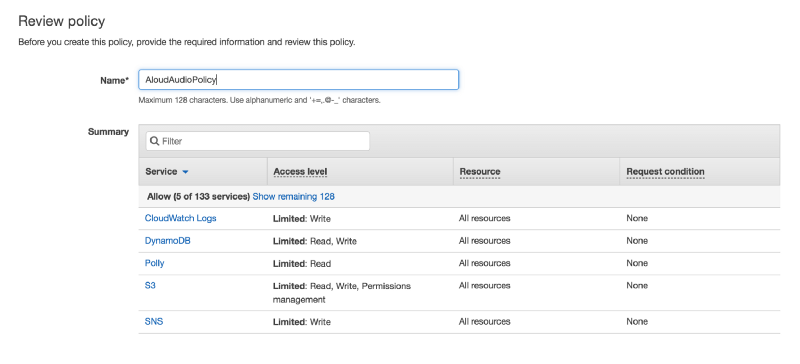 Review policy
Before you create this policy, provide the required information and review this policy.
Name* AloudAudioPolicy
Maximum 128 characters. Use alphanumeric and '+=,.@-_' characters.
Summary
Filter
Service Access level Resource Request condition
Allow (5 of 133 services) Show remaining 128
CloudWatch Logs Limited: Write All resources None
DynamoDB Limited: Read, Write All resources None
Polly Limited: Read All resources None
S3 Limited: Read, Write, Permissions All resources None
management
SNS Limited: Write All resources None